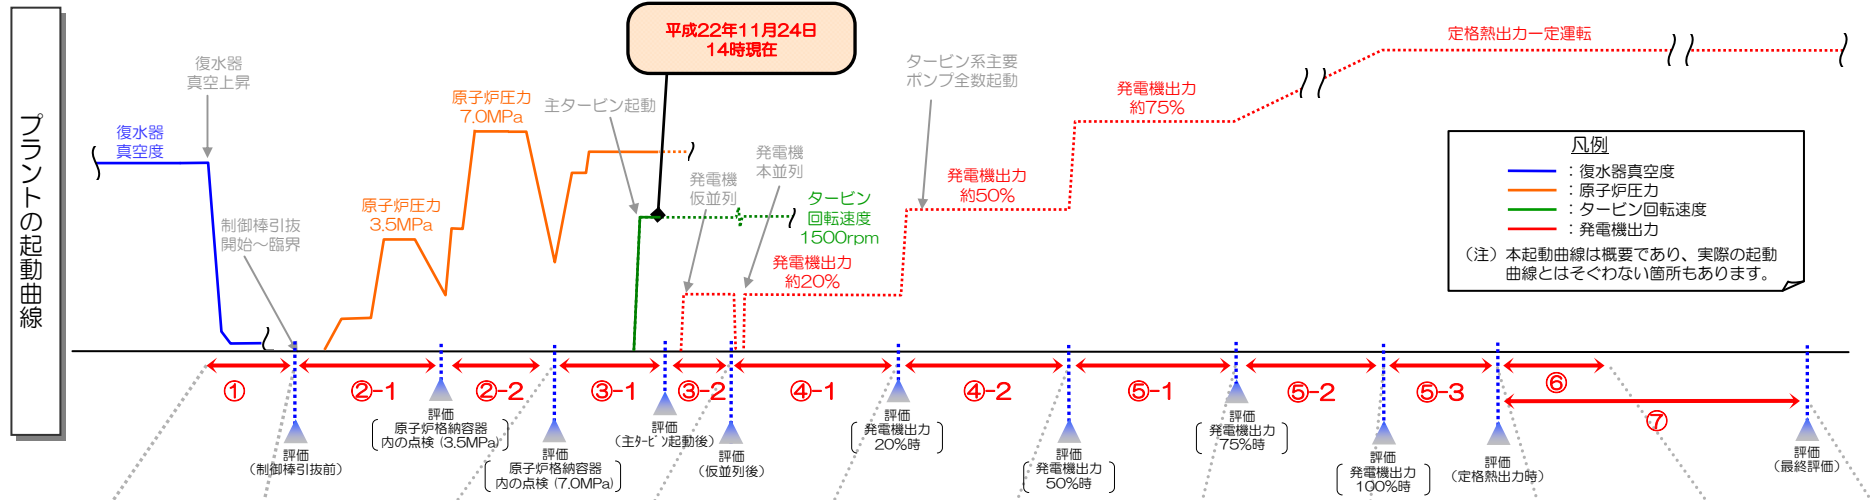 プラントの起動曲線
平成22年11月24日
14時現在
復水器
真空上昇
復水器
真空度
制御棒引抜
開始～臨界
原子炉圧力
3.5MPa
原子炉圧力
7.0MPa
主タービン起動
発電機
仮並列
発電機
本並列
タービン
回転速度
1500rpm
発電機出力
約20%
タービン系主要
ポンプ全数起動
発電機出力
約50%
発電機出力
約75%
定格熱出力一定運転
凡例
：復水器真空度
：原子炉圧力
：タービン回転速度
：発電機出力
（注）本起動曲線は概要であり、実際の起動
曲線とはそぐわない箇所もあります。
①
②-1
②-2
③-1
③-2
④-1
④-2
⑤-1
⑤-2
⑤-3
⑥
⑦
評価
（制御棒引抜前）
評価
原子炉格納容器
内の点検（3.5MPa）
評価
原子炉格納容器
内の点検（7.0MPa）
評価
（主ﾀｰﾋﾞﾝ起動後）
評価
（仮並列後）
評価
発電機出力
20%時
評価
発電機出力
50%時
評価
発電機出力
75%時
評価
発電機出力
100%時
評価
（定格熱出力時）
評価
（最終評価）